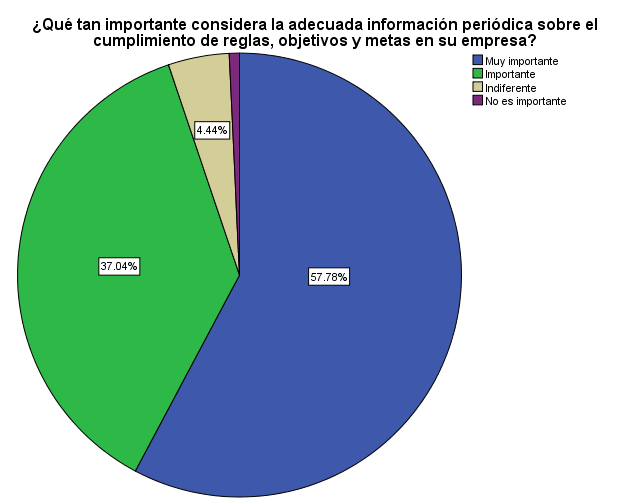 ¿Qué tan importante considera la adecuada información periódica sobre el
cumplimiento de reglas, objetivos y metas en su empresa?
Muy importante
Importante
Indiferente
No es importante
4.44%
37.04%
57.78%